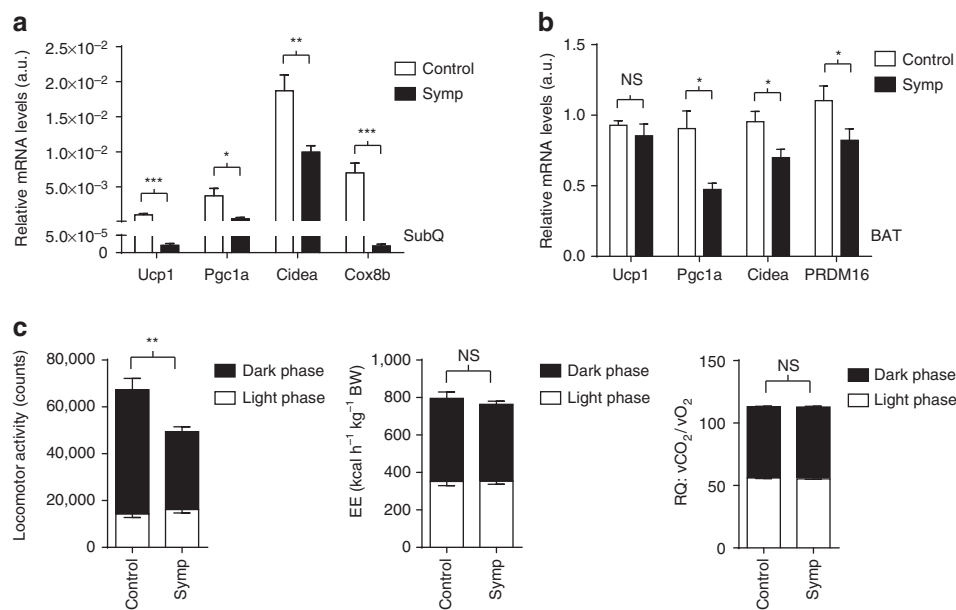 a
Relative mRNA levels (a.u.)
2.5×10⁻²
2.0×10⁻²
1.5×10⁻²
1.0×10⁻²
5.0×10⁻³
5.0×10⁻⁵
0
***
*
**
***
Control
Symp
SubQ
Ucp1 Pgc1a Cidea Cox8b
b
Relative mRNA levels (a.u.)
1.5
1.0
0.5
0.0
NS
*
*
*
Control
Symp
BAT
Ucp1 Pgc1a Cidea PRDM16
c
Locomotor activity (counts)
80,000
60,000
40,000
20,000
0
**
Dark phase
Light phase
Control
Symp
EE (kcal h⁻¹ kg⁻¹ BW)
1,000
800
600
400
200
0
NS
Dark phase
Light phase
Control
Symp
RQ: vCO₂/ vO₂
150
100
50
0
NS
Dark phase
Light phase
Control
Symp